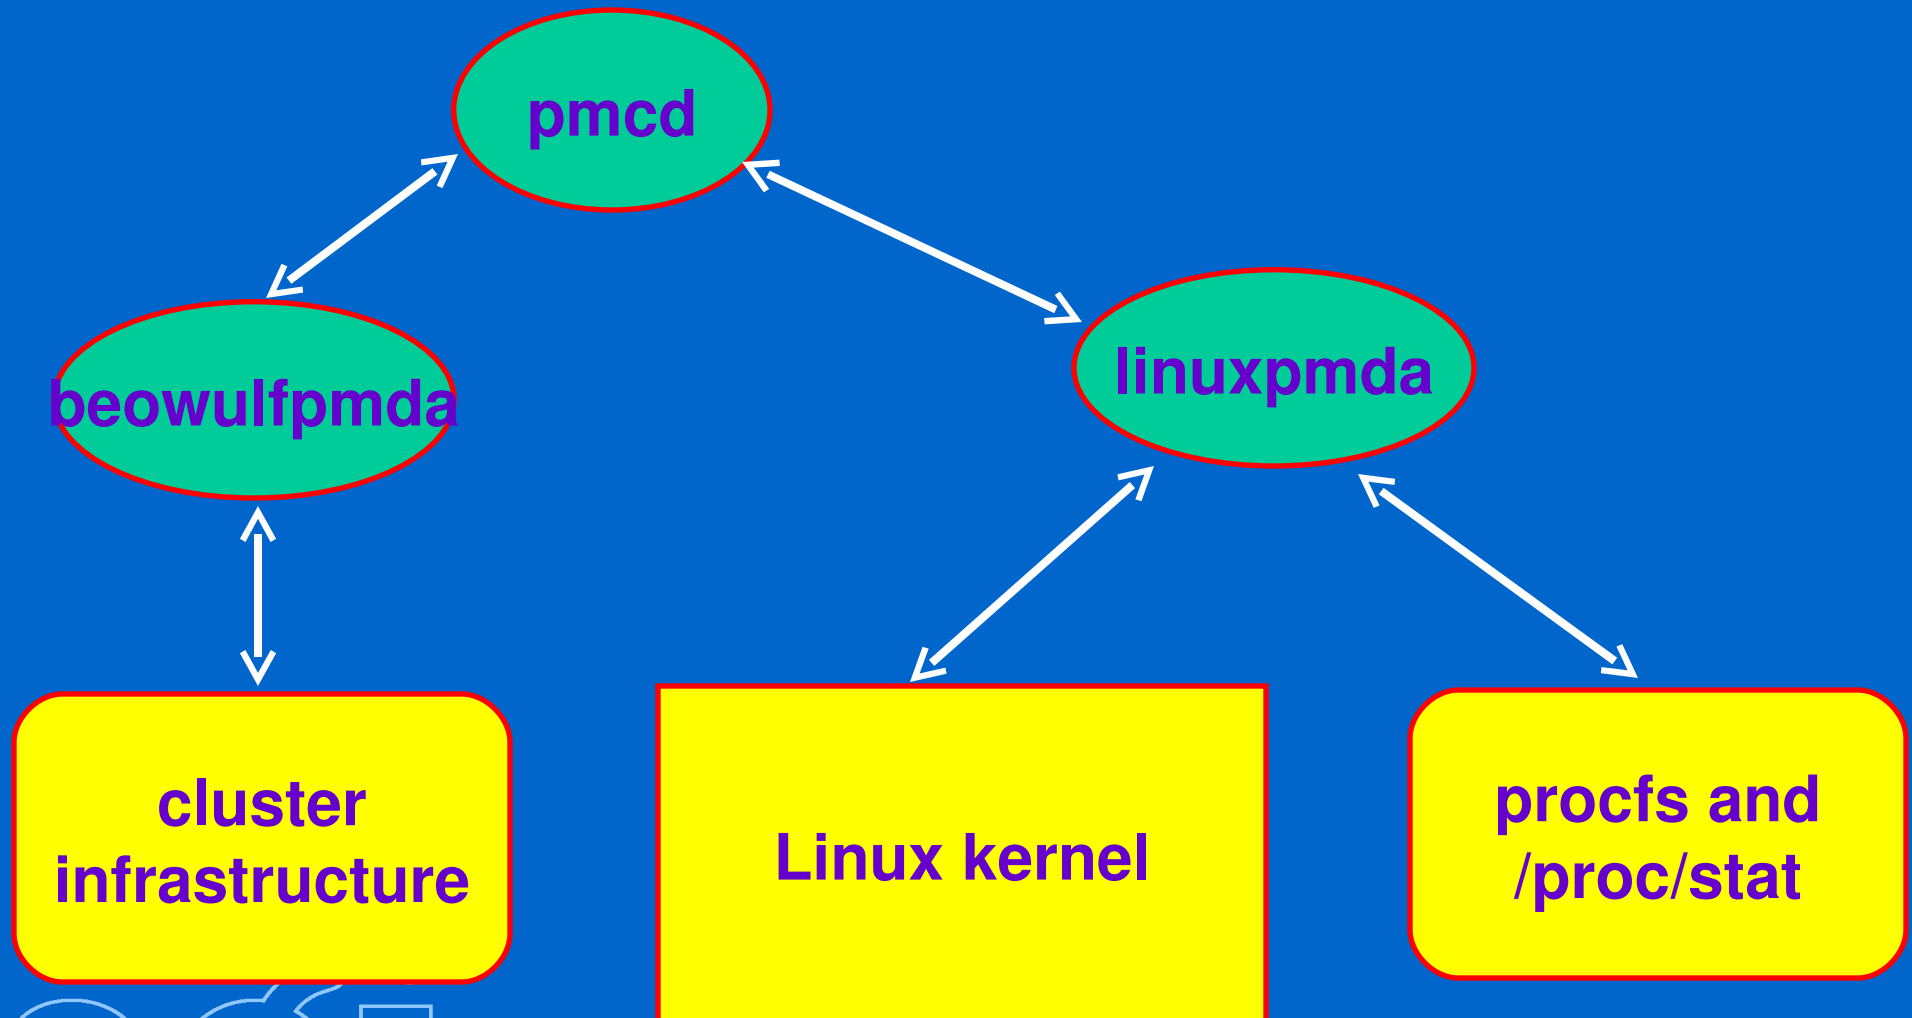 pmcd
beowulfpmda
linuxpmda
cluster
infrastructure
Linux kernel
procfs and
/proc/stat